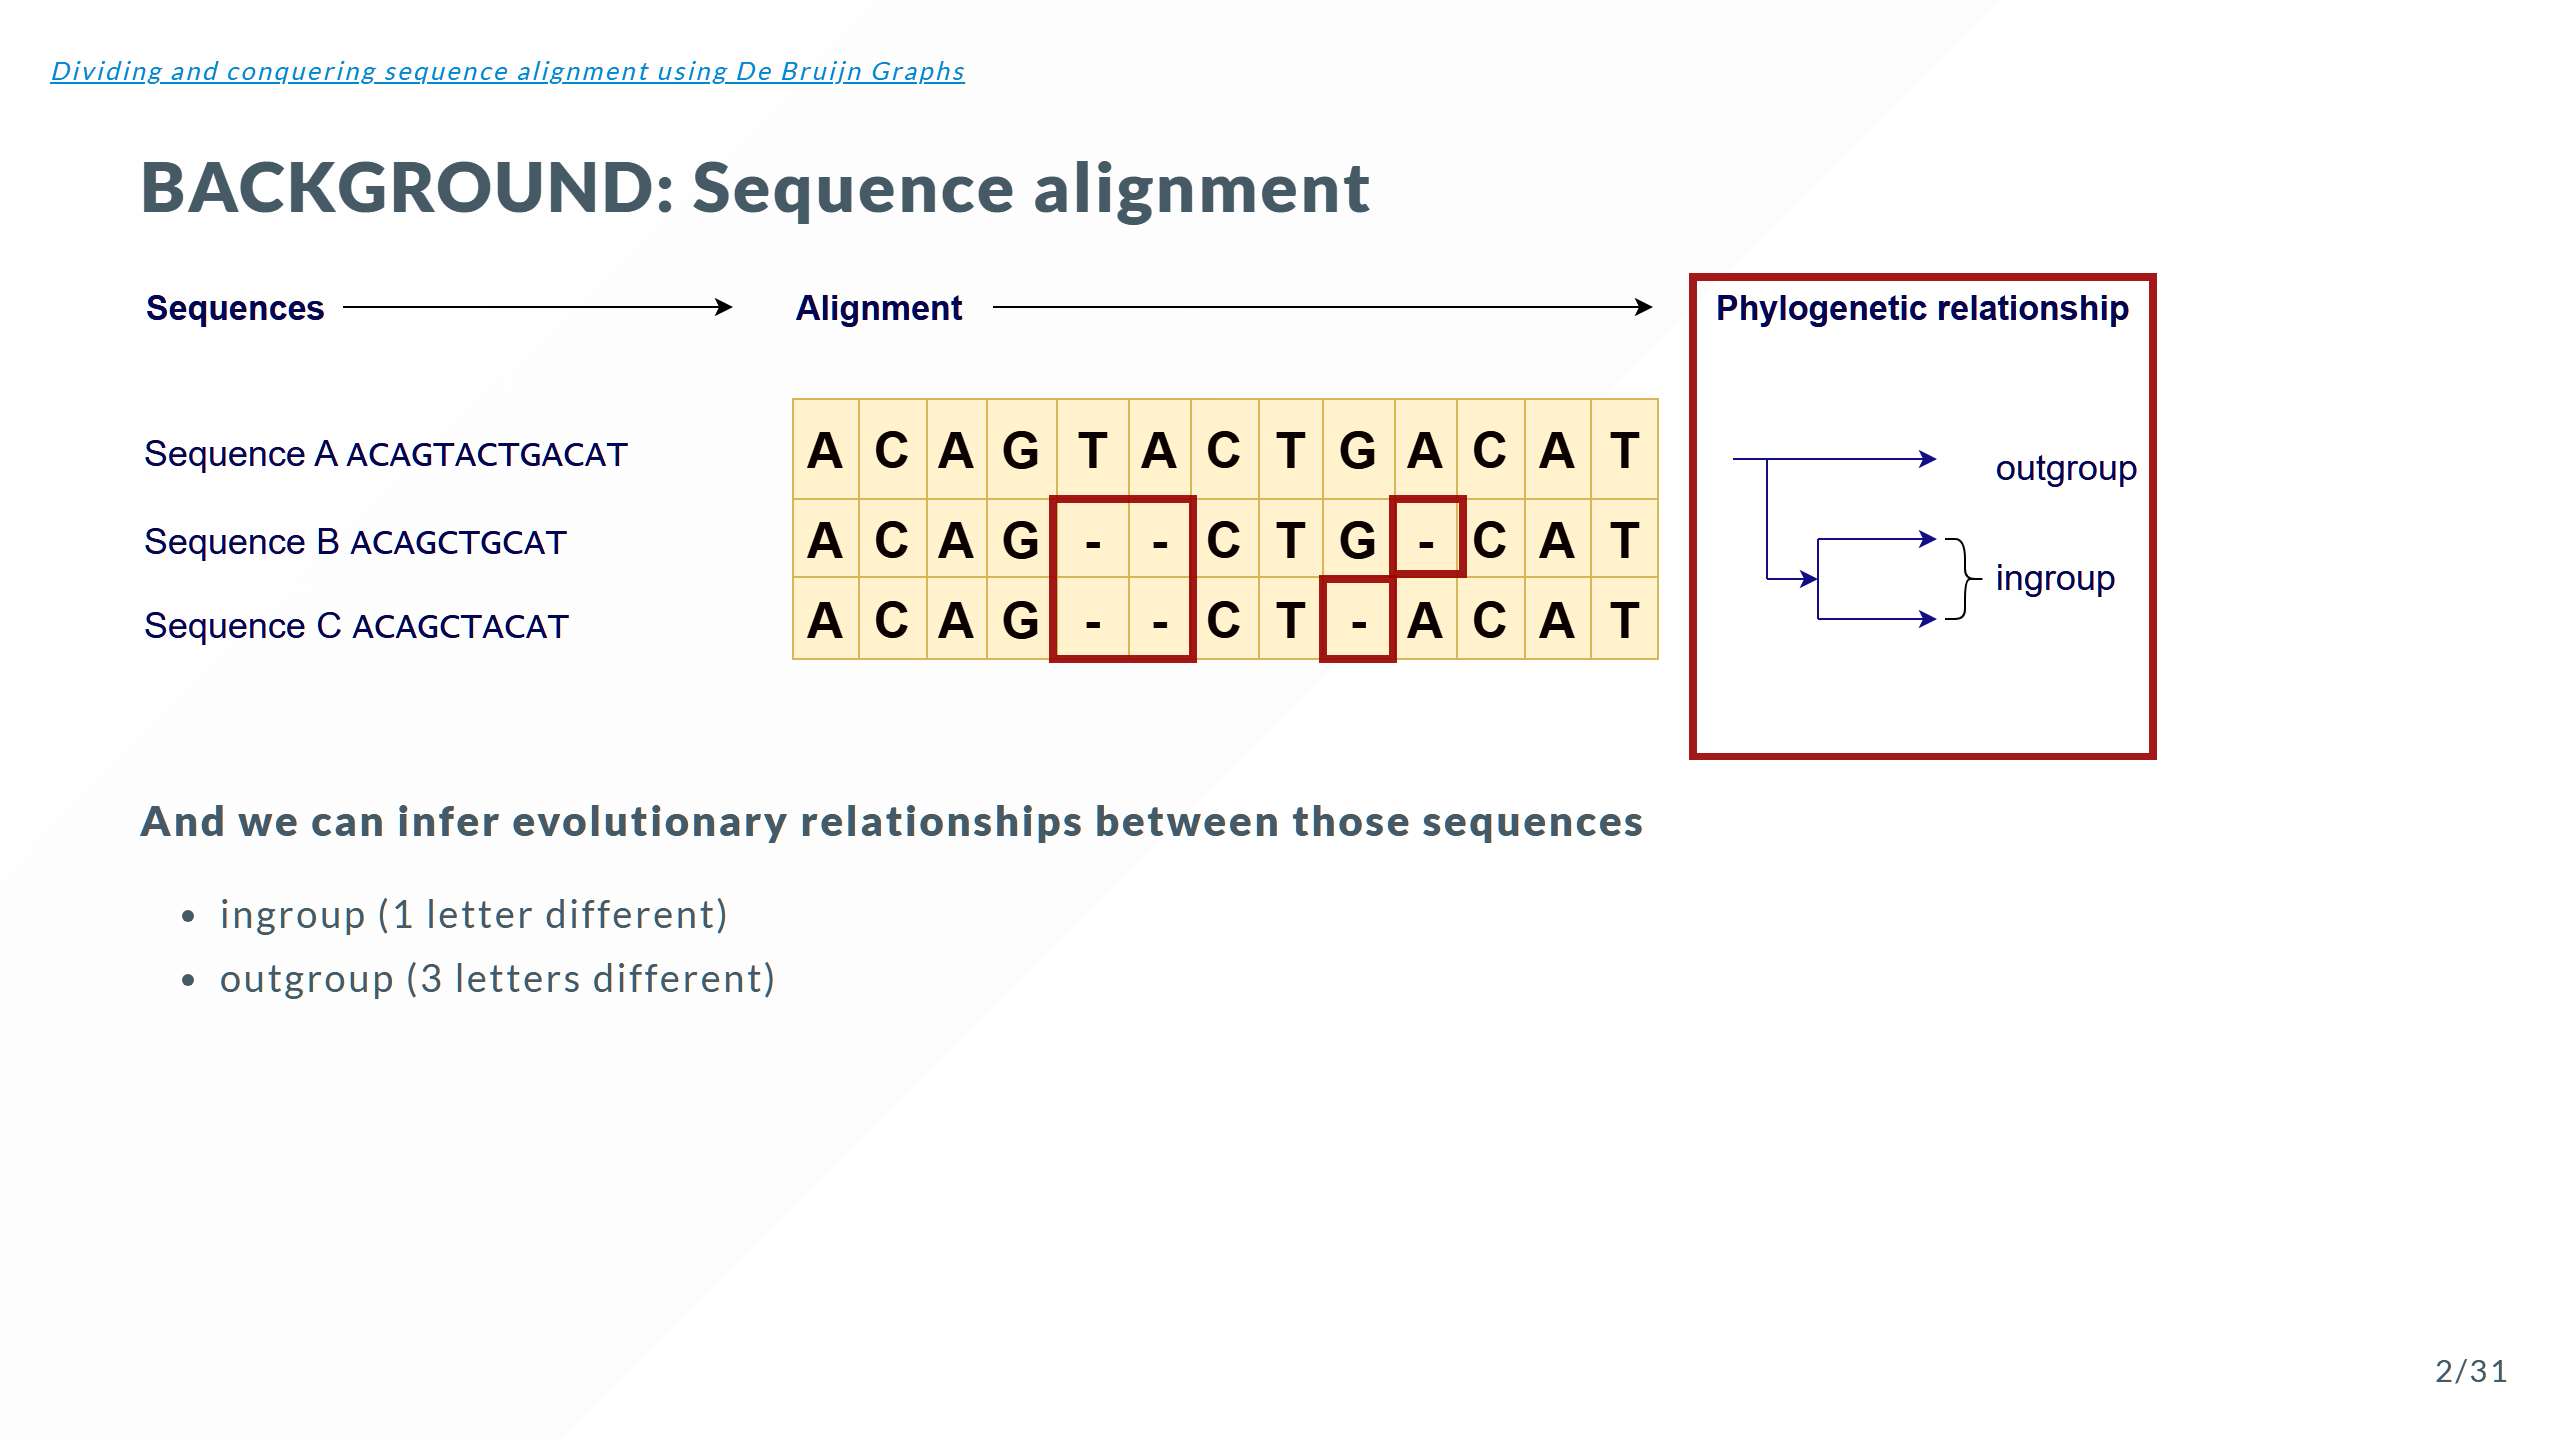 Dividing and conquering sequence alignment using De Bruijn Graphs
BACKGROUND: Sequence alignment
Sequences Alignment Phylogenetic relationship
Sequence A ACAGTACTGACAT
Sequence B ACAGCTGCAT
Sequence C ACAGCTACAT
A C A G T A C T G A C A T
A C A G - - C T G - C A T
A C A G - - C T - A C A T
outgroup
ingroup
And we can infer evolutionary relationships between those sequences
• ingroup (1 letter different)
• outgroup (3 letters different)
2/31